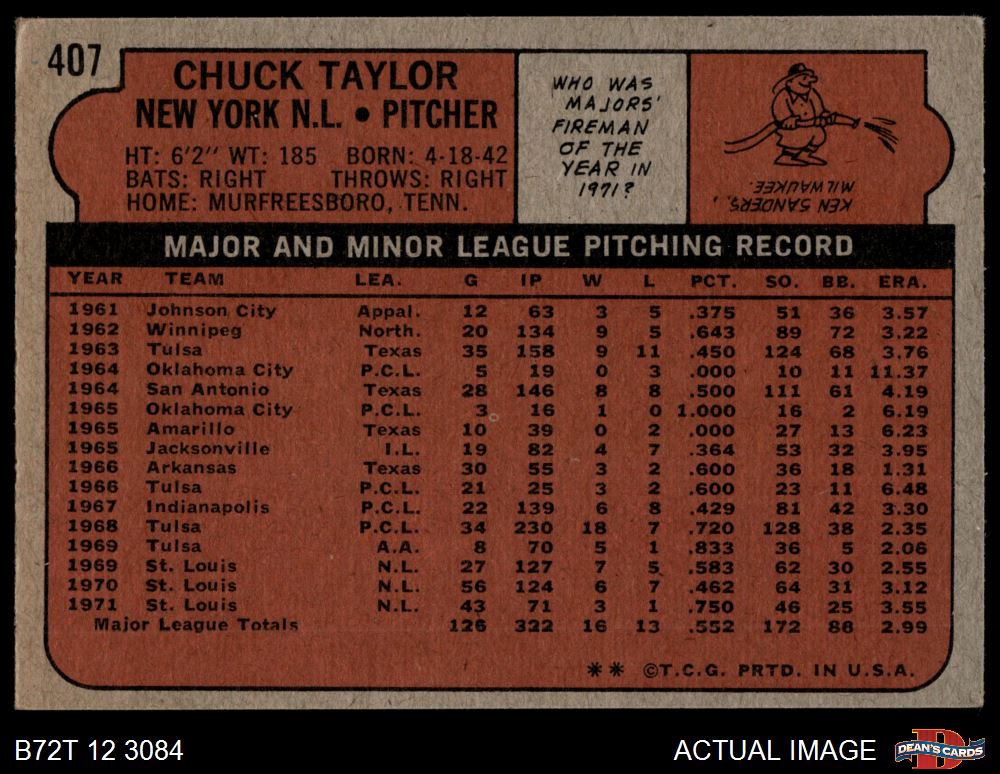 407
CHUCK TAYLOR
NEW YORK N.L. • PITCHER
HT: 6'2" WT: 185 BORN: 4-18-42
BATS: RIGHT THROWS: RIGHT
HOME: MURFREESBORO, TENN.
WHO WAS
MAJORS'
FIREMAN
OF THE
YEAR IN
1971?
KEN SANDERS,
MILWAUKEE.
MAJOR AND MINOR LEAGUE PITCHING RECORD
YEAR TEAM LEA. G IP W L PCT. SO. BB. ERA.
1961 Johnson City Appal. 12 63 3 5 .375 51 36 3.57
1962 Winnipeg North. 20 134 9 5 .643 89 72 3.22
1963 Tulsa Texas 35 158 9 11 .450 124 68 3.76
1964 Oklahoma City P.C.L. 5 19 0 3 .000 10 11 11.37
1964 San Antonio Texas 28 146 8 8 .500 111 61 4.19
1965 Oklahoma City P.C.L. 3 16 1 0 1.000 16 2 6.19
1965 Amarillo Texas 10 39 0 2 .000 27 13 6.23
1965 Jacksonville I.L. 19 82 4 7 .364 53 32 3.95
1966 Arkansas Texas 30 55 3 2 .600 36 18 1.31
1966 Tulsa P.C.L. 21 25 3 2 .600 23 11 6.48
1967 Indianapolis P.C.L. 22 139 6 8 .429 81 42 3.30
1968 Tulsa P.C.L. 34 230 18 7 .720 128 38 2.35
1969 Tulsa A.A. 8 70 5 1 .833 36 5 2.06
1969 St. Louis N.L. 27 127 7 5 .583 62 30 2.55
1970 St. Louis N.L. 56 124 6 7 .462 64 31 3.12
1971 St. Louis N.L. 43 71 3 1 .750 46 25 3.55
Major League Totals 126 322 16 13 .552 172 86 2.99
** ©T.C.G. PRTD. IN U.S.A.
B72T 12 3084
ACTUAL IMAGE
DEAN'S CARDS